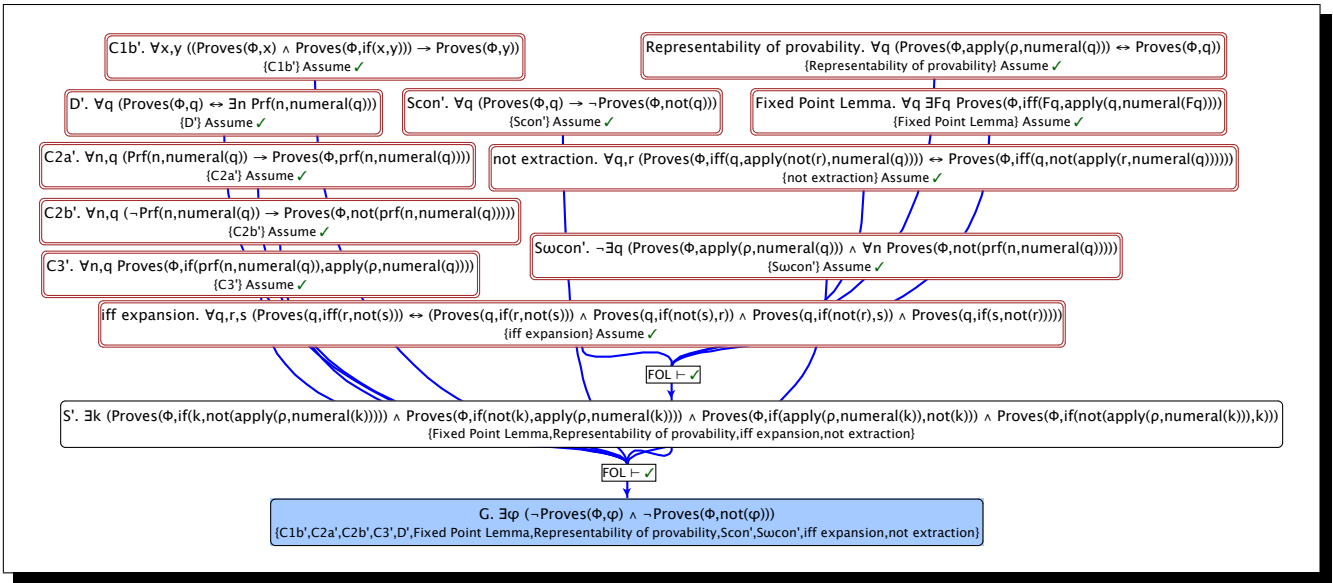 C1b'. ∀x,y ((Proves(Φ,x) ∧ Proves(Φ,if(x,y))) → Proves(Φ,y))
{C1b'} Assume ✓
Representability of provability. ∀q (Proves(Φ,apply(ρ,numeral(q))) ↔ Proves(Φ,q))
{Representability of provability} Assume ✓
D'. ∀q (Proves(Φ,q) ↔ ∃n Prf(n,numeral(q)))
{D'} Assume ✓
Scon'. ∀q (Proves(Φ,q) → ¬Proves(Φ,not(q)))
{Scon'} Assume ✓
Fixed Point Lemma. ∀q ∃Fq Proves(Φ,iff(Fq,apply(q,numeral(Fq))))
{Fixed Point Lemma} Assume ✓
C2a'. ∀n,q (Prf(n,numeral(q)) → Proves(Φ,prf(n,numeral(q))))
{C2a'} Assume ✓
not extraction. ∀q,r (Proves(Φ,iff(q,apply(not(r),numeral(q)))) ↔ Proves(Φ,iff(q,not(apply(r,numeral(q))))))
{not extraction} Assume ✓
C2b'. ∀n,q (¬Prf(n,numeral(q)) → Proves(Φ,not(prf(n,numeral(q)))))
{C2b'} Assume ✓
Sωcon'. ¬∃q (Proves(Φ,apply(ρ,numeral(q))) ∧ ∀n Proves(Φ,not(prf(n,numeral(q)))))
{Sωcon'} Assume ✓
C3'. ∀n,q Proves(Φ,if(prf(n,numeral(q)),apply(ρ,numeral(q))))
{C3'} Assume ✓
iff expansion. ∀q,r,s (Proves(q,iff(r,not(s))) ↔ (Proves(q,if(r,not(s))) ∧ Proves(q,if(not(s),r)) ∧ Proves(q,if(not(r),s)) ∧ Proves(q,if(s,not(r)))))
{iff expansion} Assume ✓
FOL ⊢ ✓
S'. ∃k (Proves(Φ,if(k,not(apply(ρ,numeral(k))))) ∧ Proves(Φ,if(not(k),apply(ρ,numeral(k)))) ∧ Proves(Φ,if(apply(ρ,numeral(k)),not(k))) ∧ Proves(Φ,if(not(apply(ρ,numeral(k))),k)))
{Fixed Point Lemma,Representability of provability,iff expansion,not extraction}
FOL ⊢ ✓
G. ∃φ (¬Proves(Φ,φ) ∧ ¬Proves(Φ,not(φ)))
{C1b',C2a',C2b',C3',D',Fixed Point Lemma,Representability of provability,Scon',Sωcon',iff expansion,not extraction}